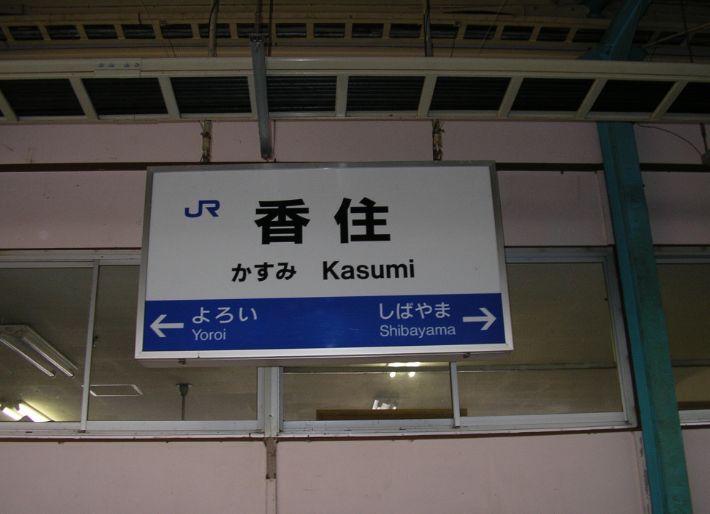 JR 香住
かすみ Kasumi
← よろい しばやま →
Yoroi Shibayama